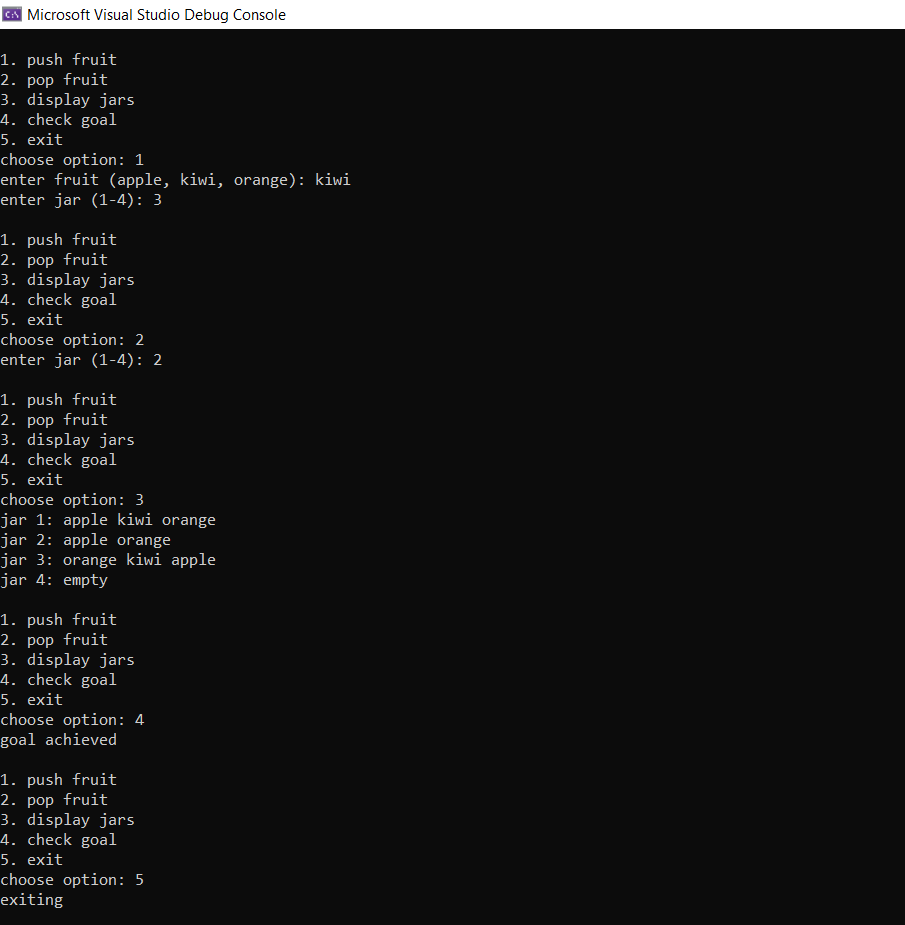 Microsoft Visual Studio Debug Console
1. push fruit
2. pop fruit
3. display jars
4. check goal
5. exit
choose option: 1
enter fruit (apple, kiwi, orange): kiwi
enter jar (1-4): 3
1. push fruit
2. pop fruit
3. display jars
4. check goal
5. exit
choose option: 2
enter jar (1-4): 2
1. push fruit
2. pop fruit
3. display jars
4. check goal
5. exit
choose option: 3
jar 1: apple kiwi orange
jar 2: apple orange
jar 3: orange kiwi apple
jar 4: empty
1. push fruit
2. pop fruit
3. display jars
4. check goal
5. exit
choose option: 4
goal achieved
1. push fruit
2. pop fruit
3. display jars
4. check goal
5. exit
choose option: 5
exiting